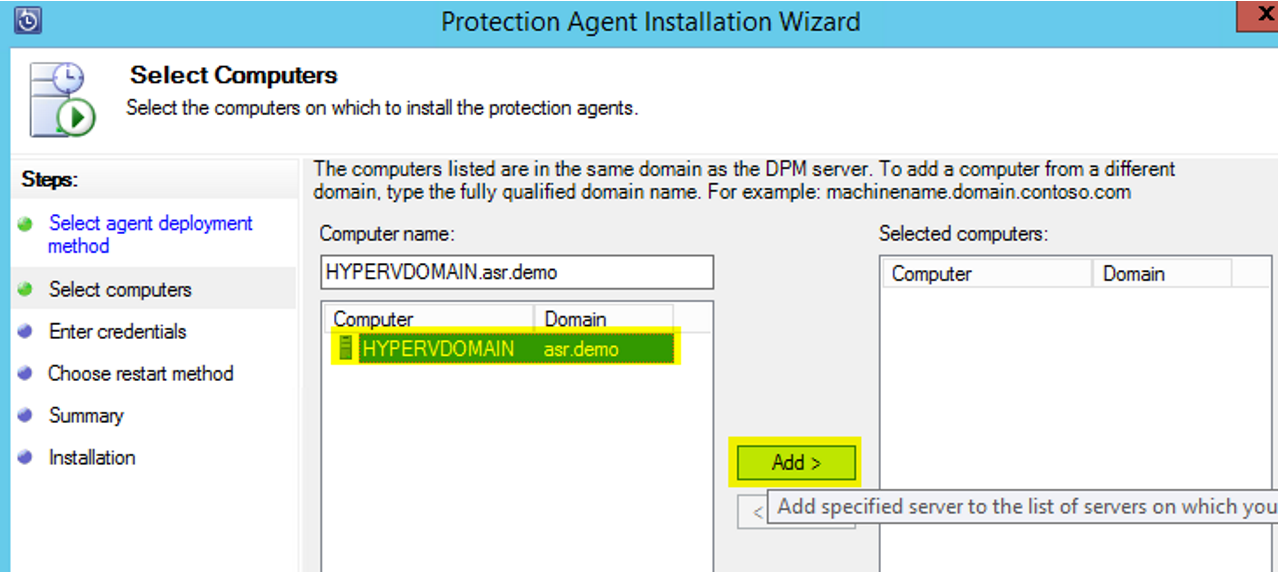 Protection Agent Installation Wizard
X
Select Computers
Select the computers on which to install the protection agents.
Steps:
Select agent deployment
method
Select computers
Enter credentials
Choose restart method
Summary
Installation
The computers listed are in the same domain as the DPM server. To add a computer from a different
domain, type the fully qualified domain name. For example: machinename.domain.contoso.com
Computer name:
HYPERVDOMAIN.asr.demo
Computer Domain
HYPERVDOMAIN asr.demo
Add >
<
Add specified server to the list of servers on which you
Selected computers:
Computer Domain